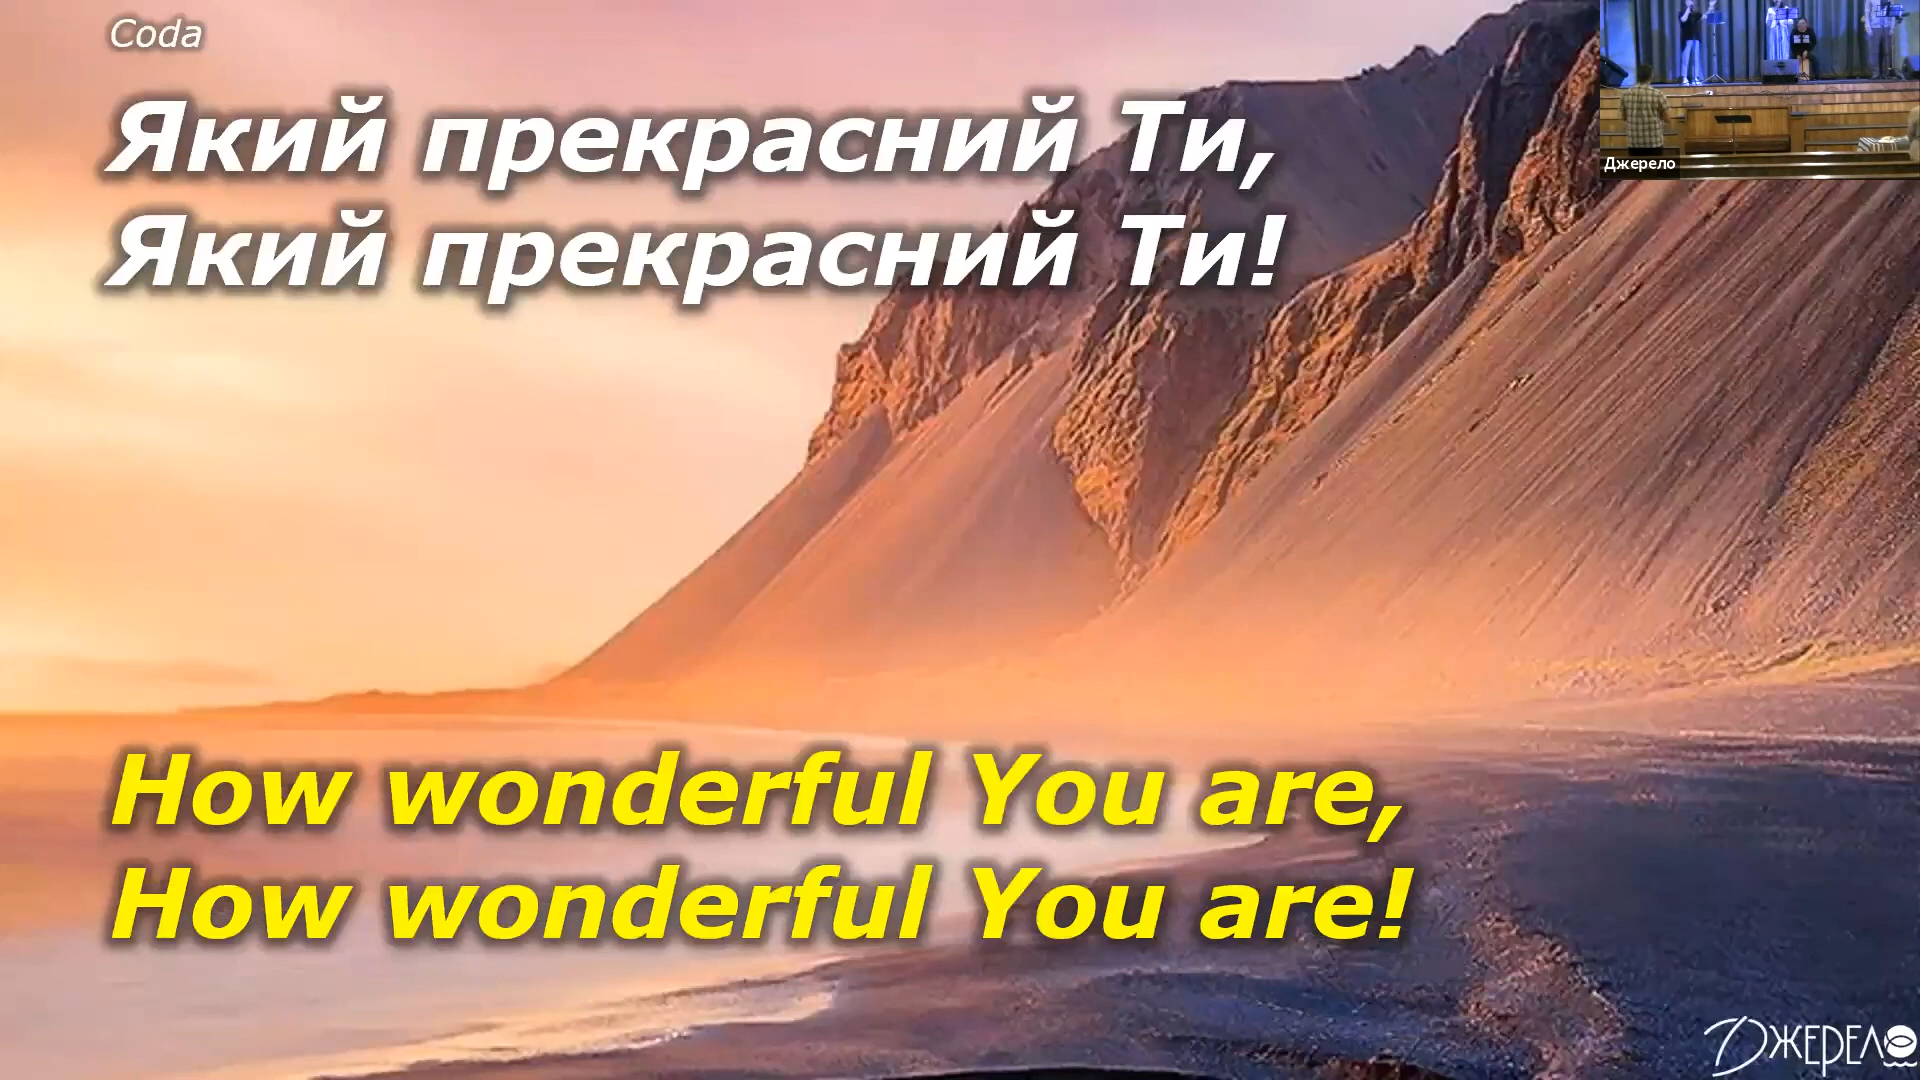 Coda
Який прекрасний Ти,
Який прекрасний Ти!
Джерело
How wonderful You are,
How wonderful You are!
ДЖЕРЕЛО